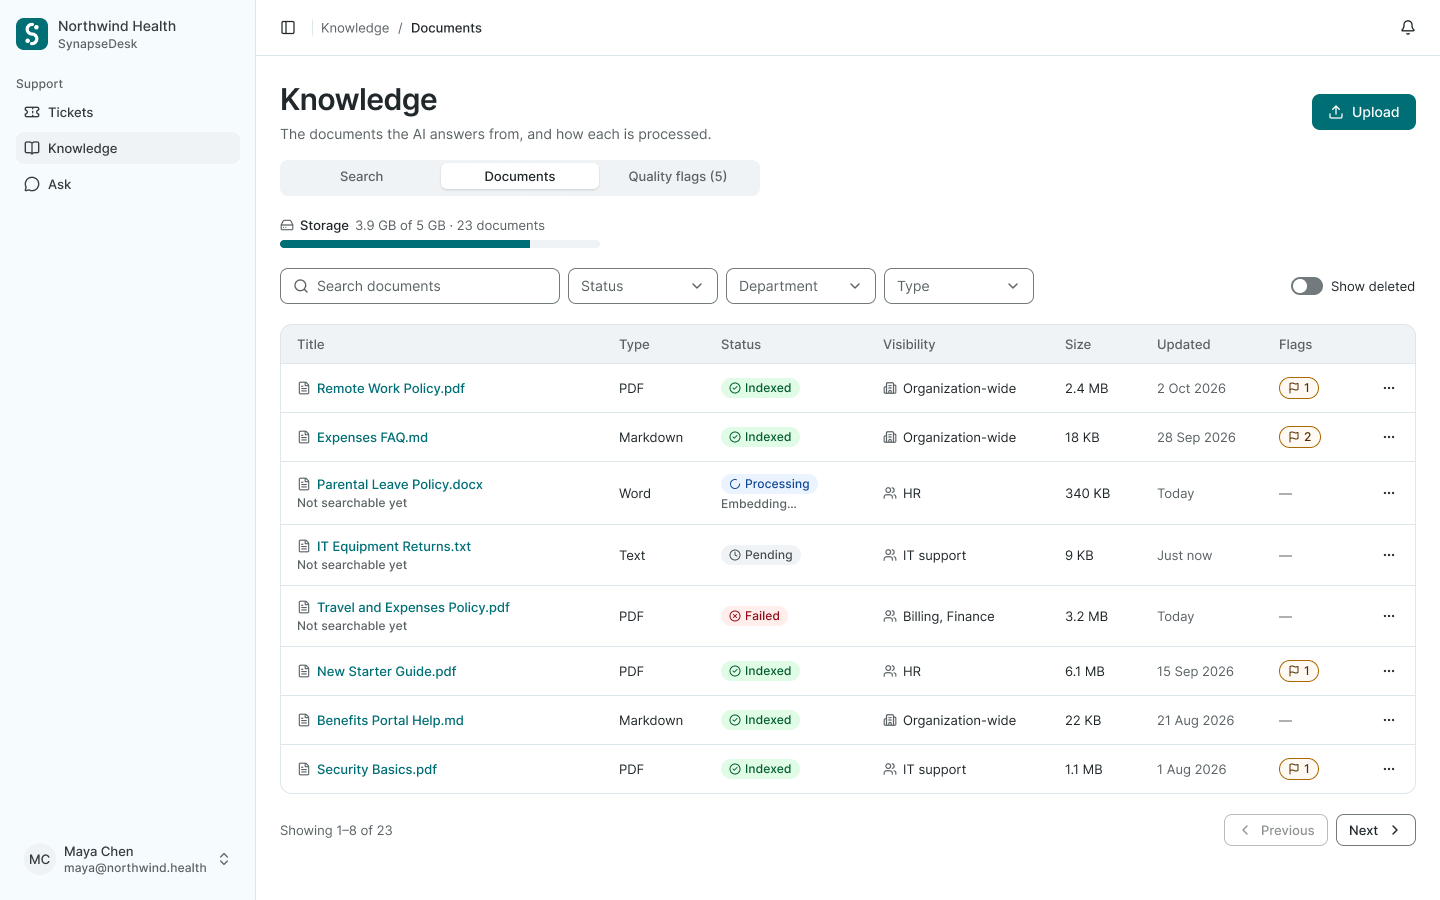 Northwind Health
SynapseDesk
Support
Tickets
Knowledge
Ask
MC
Maya Chen
maya@northwind.health
Knowledge / Documents
Knowledge
The documents the AI answers from, and how each is processed.
Upload
Search Documents Quality flags (5)
Storage 3.9 GB of 5 GB · 23 documents
Search documents Status Department Type Show deleted
Title Type Status Visibility Size Updated Flags
Remote Work Policy.pdf PDF Indexed Organization-wide 2.4 MB 2 Oct 2026 1
Expenses FAQ.md Markdown Indexed Organization-wide 18 KB 28 Sep 2026 2
Parental Leave Policy.docx Word Processing HR 340 KB Today —
Not searchable yet Embedding...
IT Equipment Returns.txt Text Pending IT support 9 KB Just now —
Not searchable yet
Travel and Expenses Policy.pdf PDF Failed Billing, Finance 3.2 MB Today —
Not searchable yet
New Starter Guide.pdf PDF Indexed HR 6.1 MB 15 Sep 2026 1
Benefits Portal Help.md Markdown Indexed Organization-wide 22 KB 21 Aug 2026 —
Security Basics.pdf PDF Indexed IT support 1.1 MB 1 Aug 2026 1
Showing 1–8 of 23 Previous Next